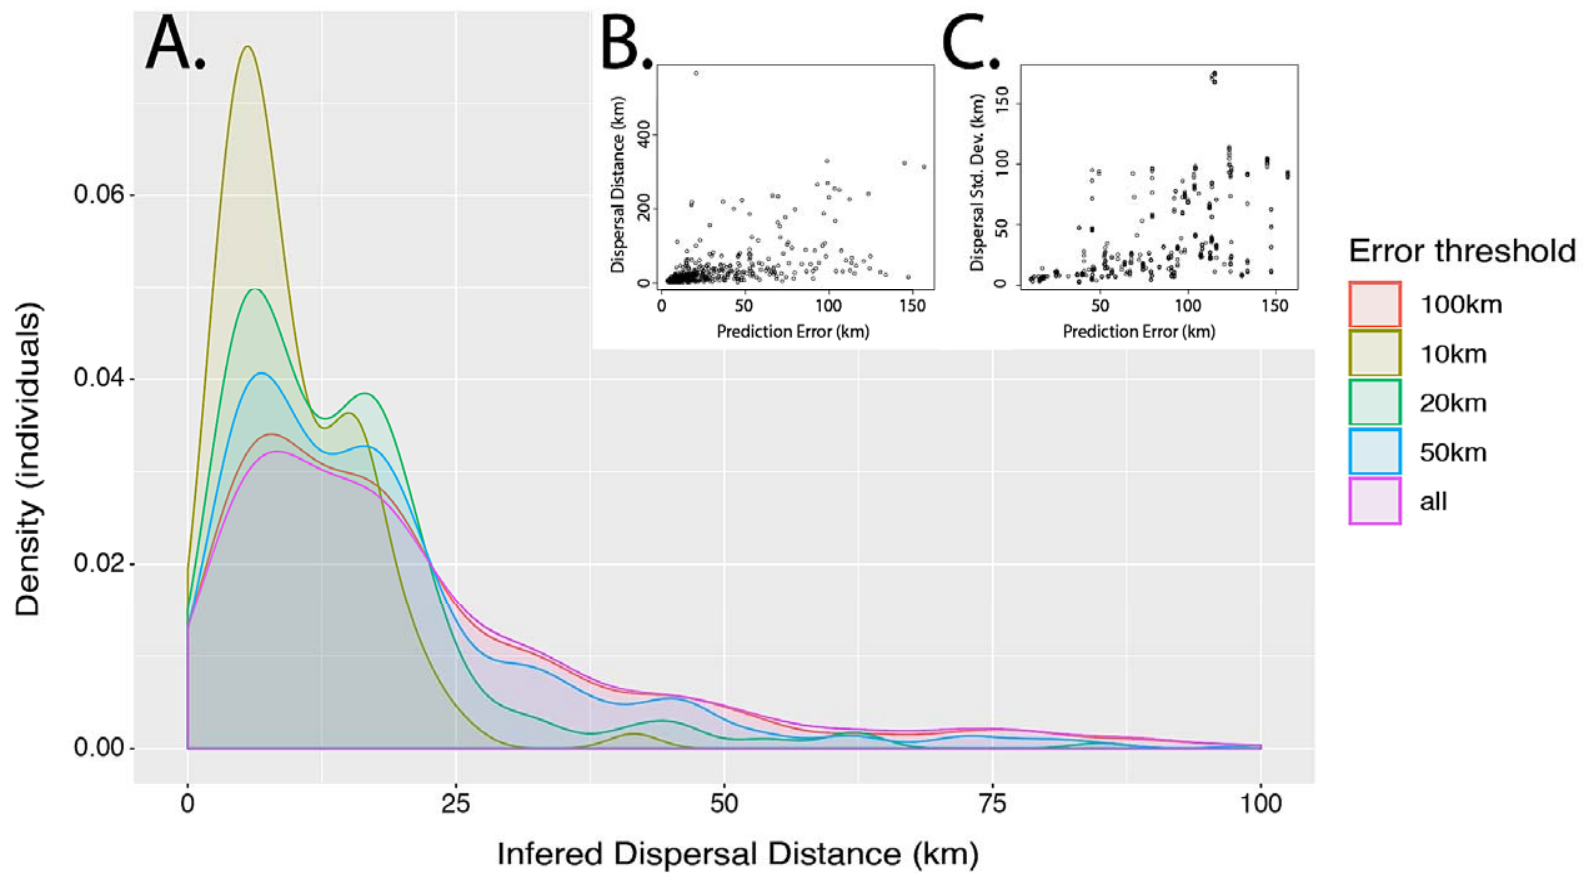 A.
B.
C.
Density (individuals)
0.06
0.04
0.02
0.00
0
25
50
75
100
Infered Dispersal Distance (km)
Dispersal Distance (km)
400
200
0
0
50
100
150
Prediction Error (km)
Dispersal Std. Dev. (km)
150
100
50
0
50
100
150
Prediction Error (km)
Error threshold
100km
10km
20km
50km
all